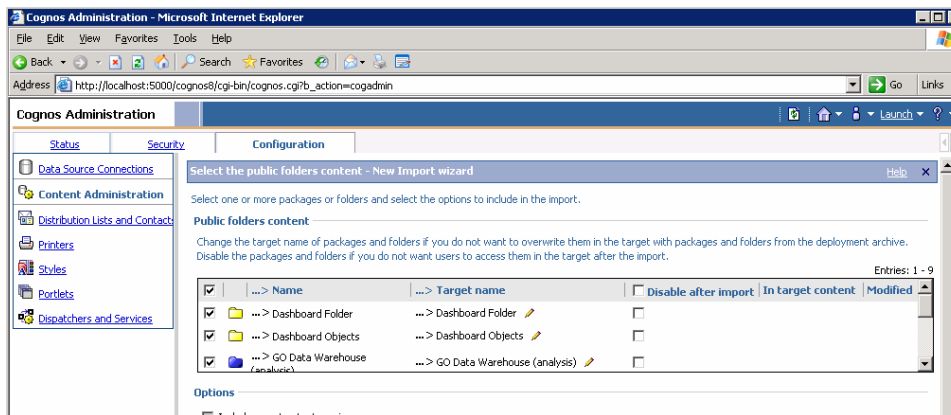 Cognos Administration - Microsoft Internet Explorer
File Edit View Favorites Tools Help
Back Search Favorites
Address http://localhost:5000/cognos8/cgi-bin/cognos.cgi?b_action=cogadmin Go Links
Cognos Administration Launch ?
Status Security Configuration
Data Source Connections
Content Administration
Distribution Lists and Contacts
Printers
Styles
Portlets
Dispatchers and Services
Select the public folders content - New Import wizard Help
Select one or more packages or folders and select the options to include in the import.
Public folders content
Change the target name of packages and folders if you do not want to overwrite them in the target with packages and folders from the deployment archive.
Disable the packages and folders if you do not want users to access them in the target after the import.
Entries: 1 - 9
...> Name ...> Target name Disable after import In target content Modified
...> Dashboard Folder ...> Dashboard Folder
...> Dashboard Objects ...> Dashboard Objects
...> GO Data Warehouse (analysis) ...> GO Data Warehouse (analysis)
Options